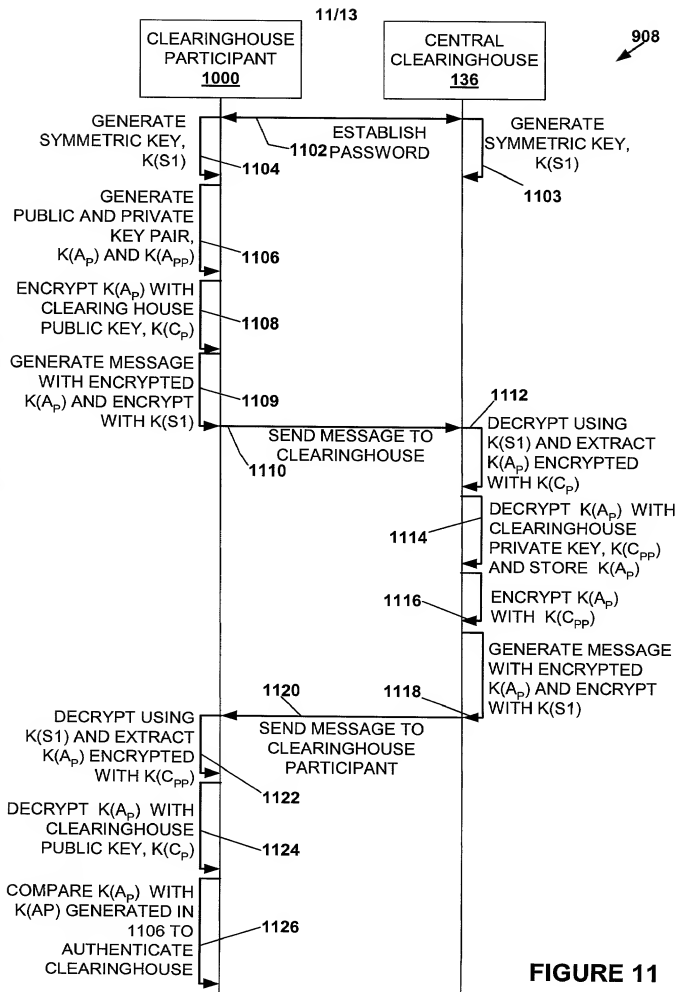 11/13
908
CLEARINGHOUSE
PARTICIPANT
1000
CENTRAL
CLEARINGHOUSE
136
GENERATE
SYMMETRIC KEY,
K(S1)
1104
1102
ESTABLISH
PASSWORD
GENERATE
SYMMETRIC KEY,
K(S1)
1103
GENERATE
PUBLIC AND PRIVATE
KEY PAIR,
K(AP) AND K(APP)
1106
ENCRYPT K(AP) WITH
CLEARING HOUSE
PUBLIC KEY, K(CP)
1108
GENERATE MESSAGE
WITH ENCRYPTED
K(AP) AND ENCRYPT
WITH K(S1)
1109
1110
SEND MESSAGE TO
CLEARINGHOUSE
1112
DECRYPT USING
K(S1) AND EXTRACT
K(AP) ENCRYPTED
WITH K(CP)
1114
DECRYPT K(AP) WITH
CLEARINGHOUSE
PRIVATE KEY, K(CPP)
AND STORE K(AP)
1116
ENCRYPT K(AP)
WITH K(CPP)
GENERATE MESSAGE
WITH ENCRYPTED
K(AP) AND ENCRYPT
WITH K(S1)
1118
1120
SEND MESSAGE TO
CLEARINGHOUSE
PARTICIPANT
DECRYPT USING
K(S1) AND EXTRACT
K(AP) ENCRYPTED
WITH K(CPP)
1122
DECRYPT K(AP) WITH
CLEARINGHOUSE
PUBLIC KEY, K(CP)
1124
COMPARE K(AP) WITH
K(AP) GENERATED IN
1106 TO
AUTHENTICATE
CLEARINGHOUSE
1126
FIGURE 11